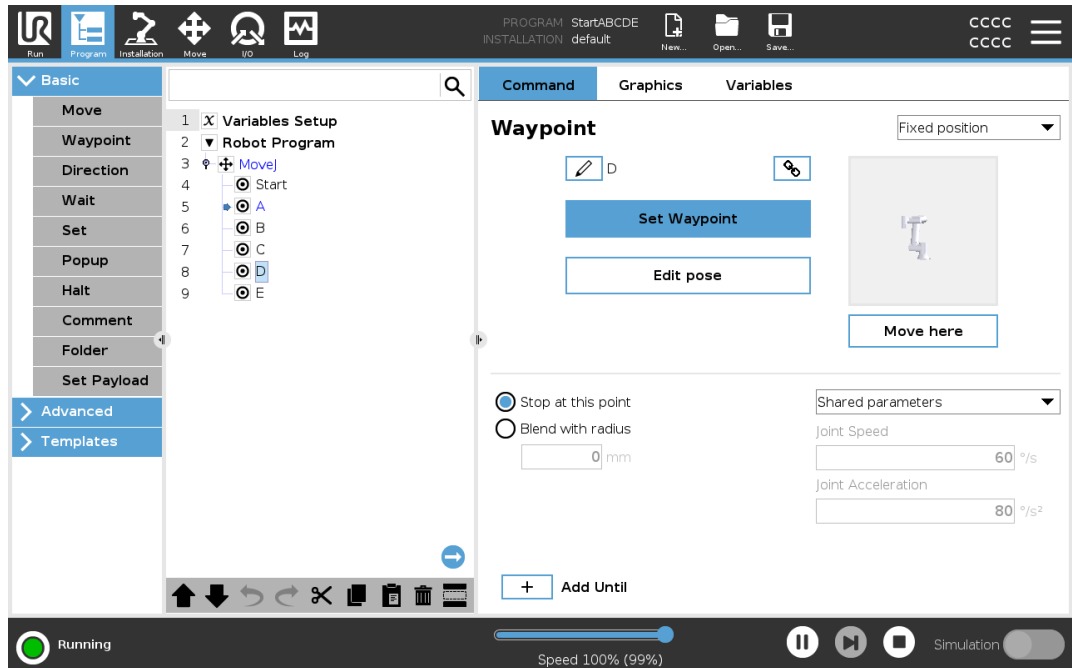 PROGRAM StartABCDE
INSTALLATION default
CCCC
CCCC
UR
Run
Program
Installation
Move
I/O
Log
New...
Open...
Save...
Basic
Move
Waypoint
Direction
Wait
Set
Popup
Halt
Comment
Folder
Set Payload
Advanced
Templates
1 X Variables Setup
2 Robot Program
3 MoveJ
4 Start
5 A
6 B
7 C
8 D
9 E
Command Graphics Variables
Waypoint
Fixed position
D
Set Waypoint
Edit pose
Move here
Stop at this point
Blend with radius
0 mm
Shared parameters
Joint Speed
60 °/s
Joint Acceleration
80 °/s²
+ Add Until
Running
Speed 100% (99%)
Simulation